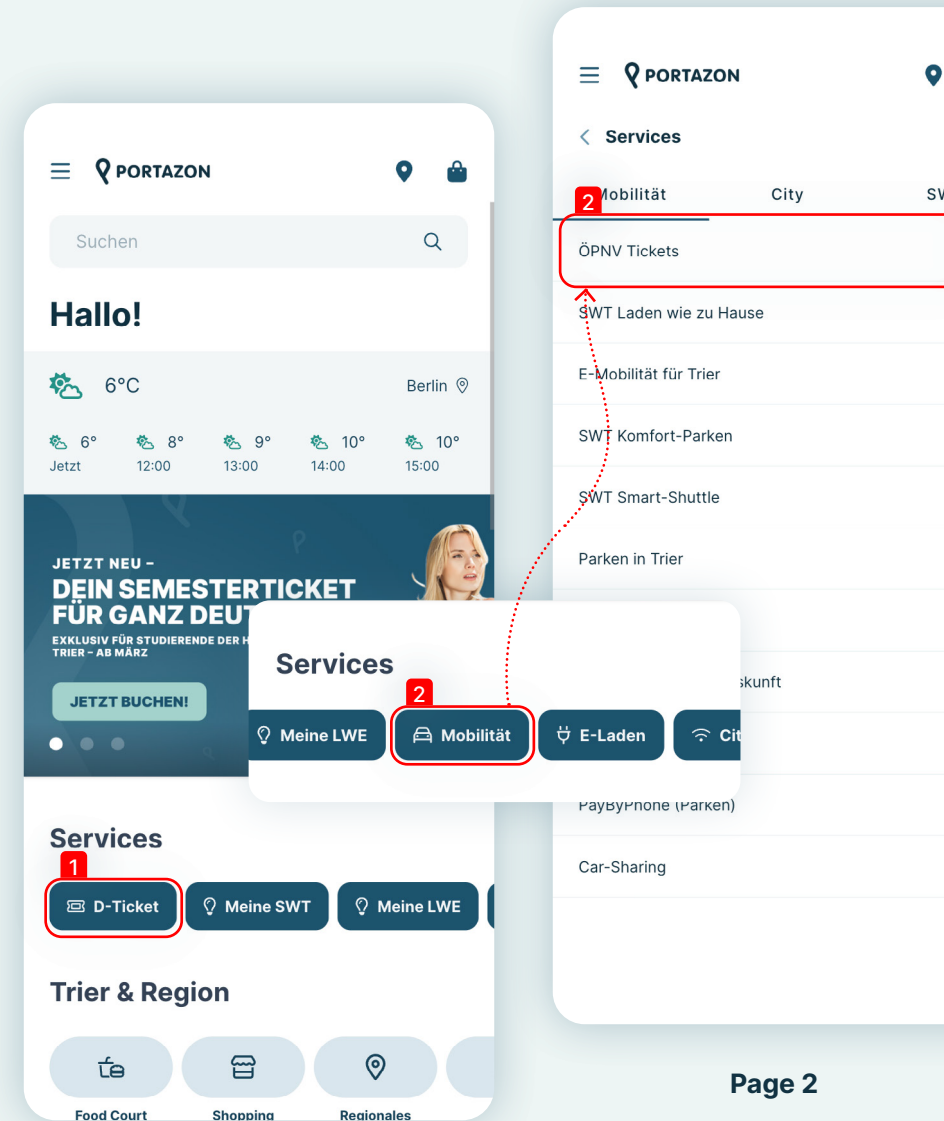 PORTAZON
Suchen
Hallo!
6°C
Berlin
6° 8° 9° 10° 10°
Jetzt 12:00 13:00 14:00 15:00
JETZT NEU –
DEIN SEMESTERTICKET
FÜR GANZ
EXKLUSIV FÜR STUDIERENDE DER
TRIER – AB MÄRZ
JETZT BUCHEN!
Services
1
D-Ticket
Meine SWT
Meine LWE
Trier & Region
Food Court
Shopping
Regionales
Services
2
Meine LWE
Mobilität
E-Laden
PORTAZON
Services
2
Mobilität
City
ÖPNV Tickets
SWT Laden wie zu Hause
E-Mobilität für Trier
SWT Komfort-Parken
SWT Smart-Shuttle
Parken in Trier
PayByPhone (Parken)
Car-Sharing
Page 2